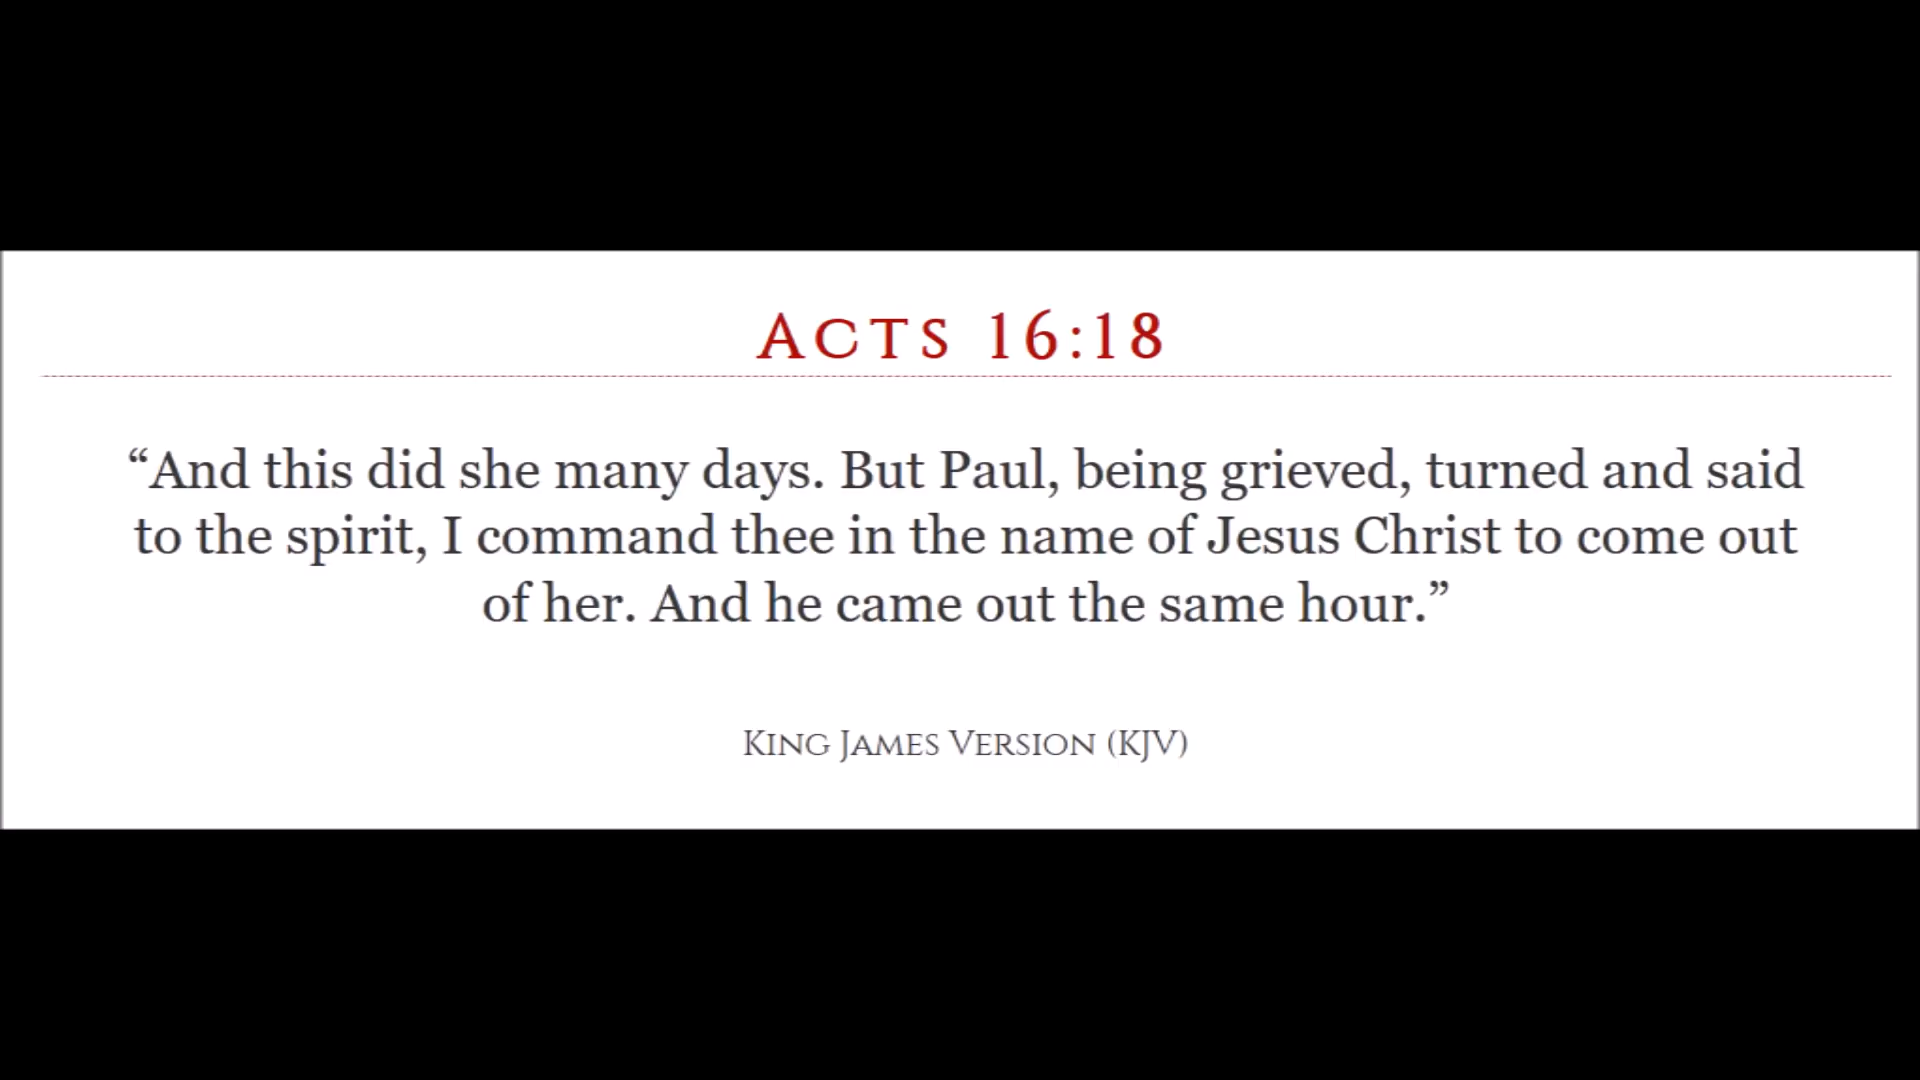 Acts 16:18
“And this did she many days. But Paul, being grieved, turned and said
to the spirit, I command thee in the name of Jesus Christ to come out
of her. And he came out the same hour.”
King James Version (KJV)